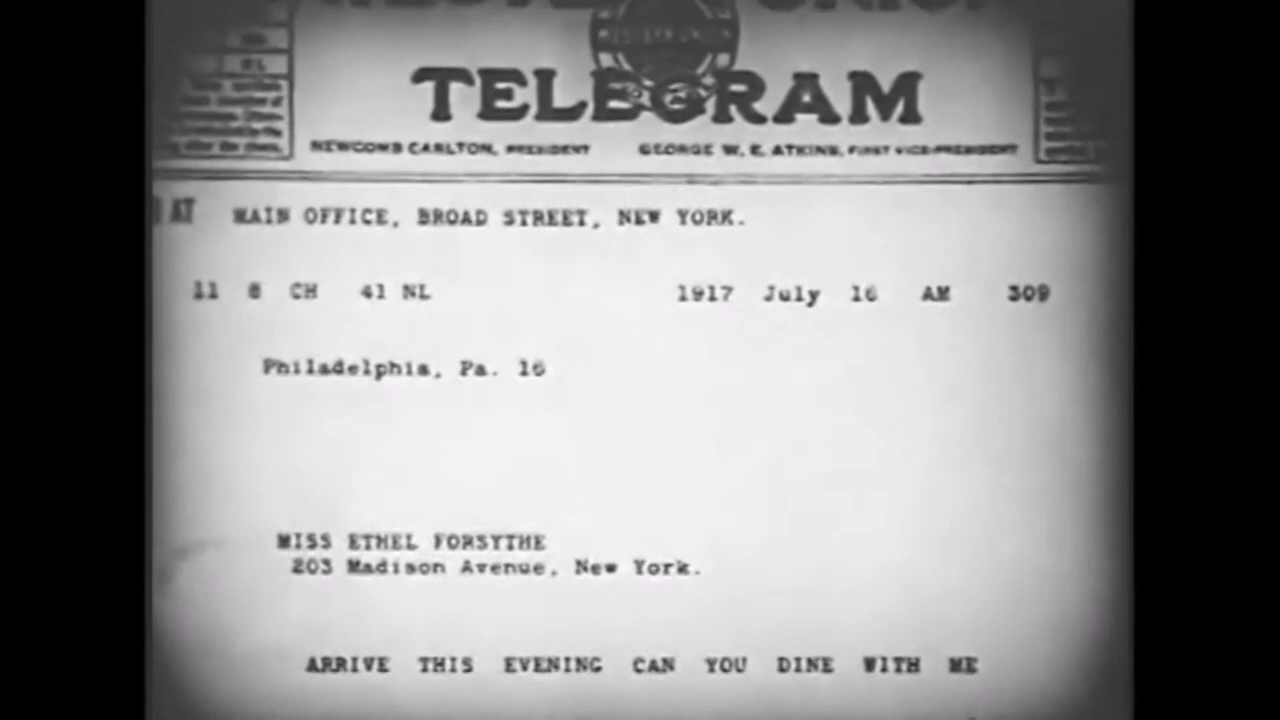 TELEGRAM
NEWCOMB CARLTON, PRESIDENT GEORGE W. E. ATKINS, FIRST VICE-PRESIDENT
AT MAIN OFFICE, BROAD STREET, NEW YORK.
11 8 CH 41 NL 1917 July 16 AM 309
Philadelphia, Pa. 16
MISS ETHEL FORSYTHE
203 Madison Avenue, New York.
ARRIVE THIS EVENING CAN YOU DINE WITH ME